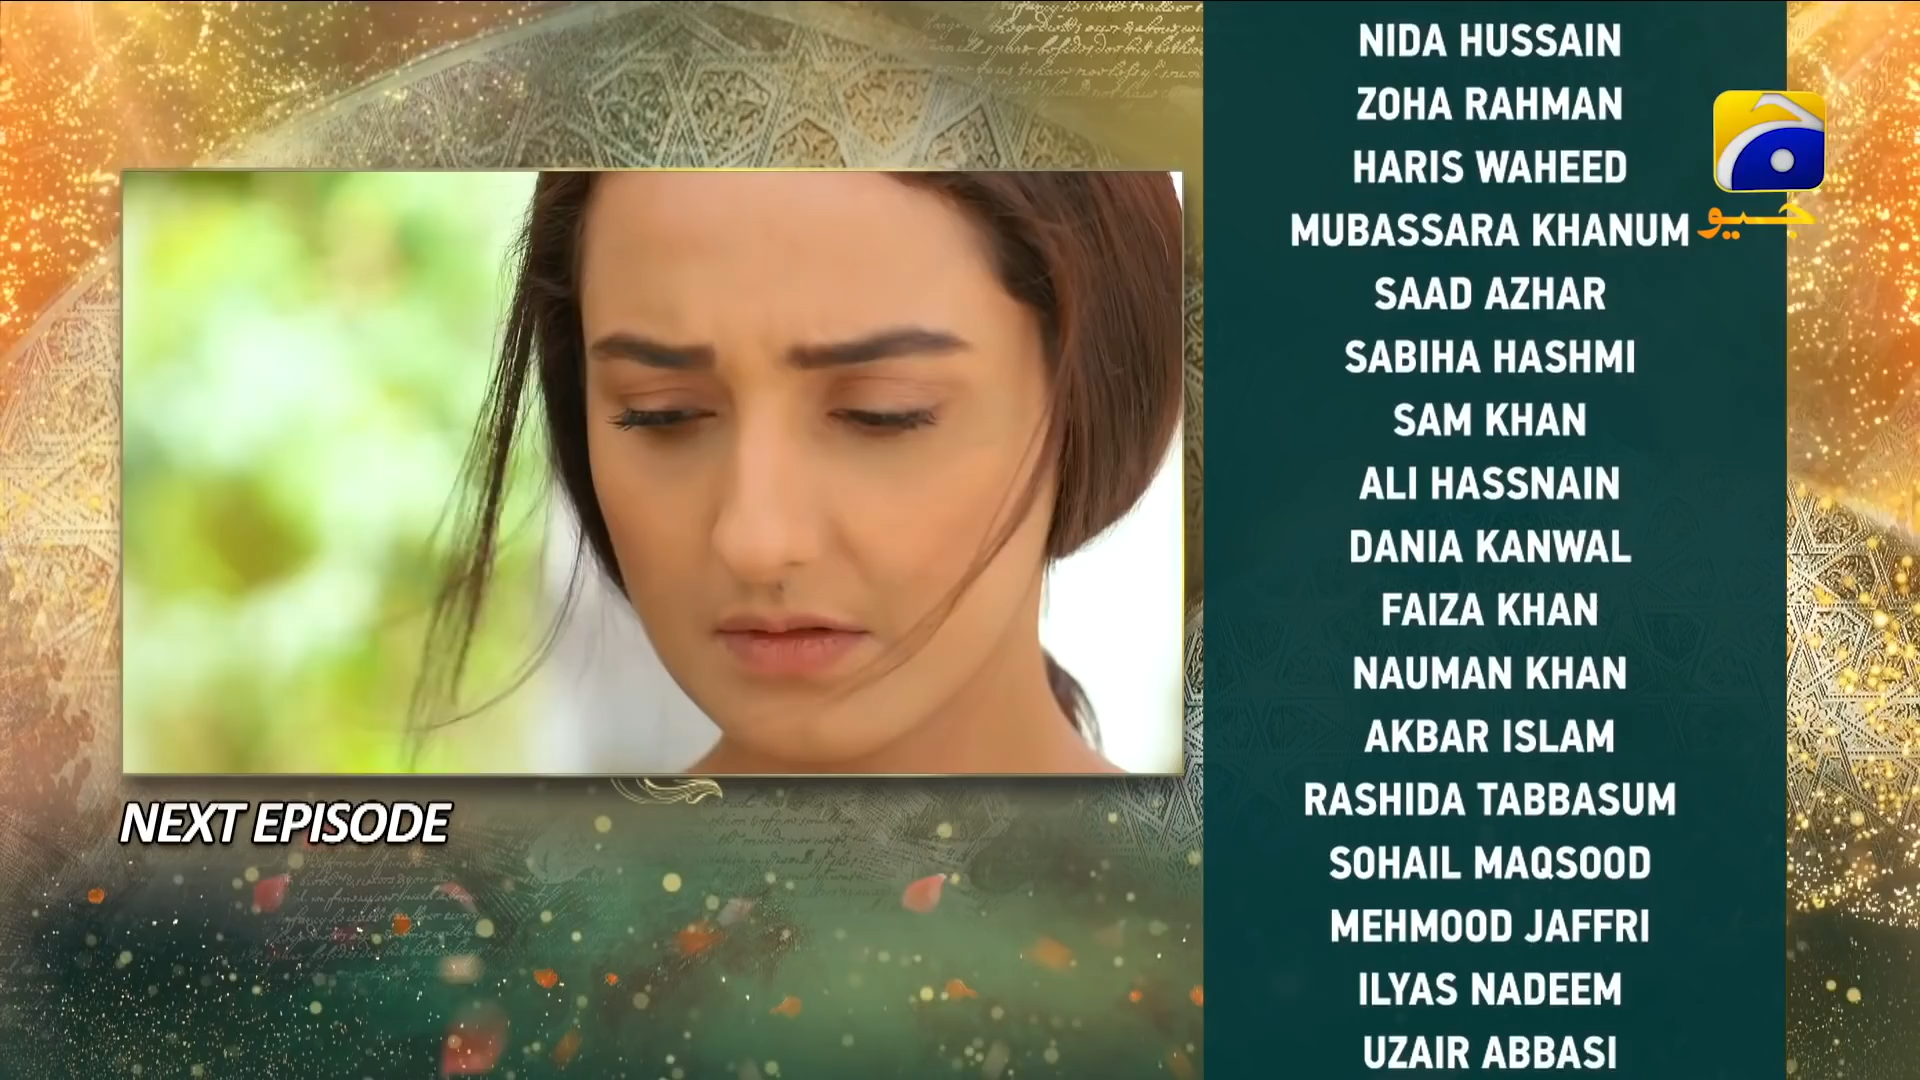 NIDA HUSSAIN
ZOHA RAHMAN
HARIS WAHEED
MUBASSARA KHANUM
SAAD AZHAR
SABIHA HASHMI
SAM KHAN
ALI HASSNAIN
DANIA KANWAL
FAIZA KHAN
NAUMAN KHAN
AKBAR ISLAM
RASHIDA TABBASUM
SOHAIL MAQSOOD
MEHMOOD JAFFRI
ILYAS NADEEM
UZAIR ABBASI
جیو
NEXT EPISODE